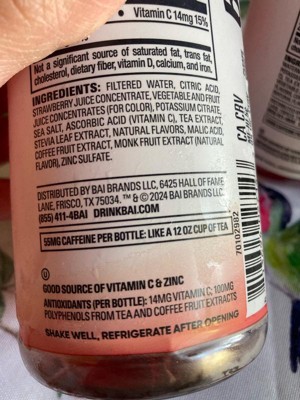 • Vitamin C 14mg 15%
Not a significant source of saturated fat, trans fat,
cholesterol, dietary fiber, vitamin D, calcium, and iron.
INGREDIENTS: FILTERED WATER, CITRIC ACID,
STRAWBERRY JUICE CONCENTRATE, VEGETABLE AND FRUIT
JUICE CONCENTRATES (FOR COLOR), POTASSIUM CITRATE,
SEA SALT, ASCORBIC ACID (VITAMIN C), TEA EXTRACT,
STEVIA LEAF EXTRACT, NATURAL FLAVORS, MALIC ACID,
COFFEE FRUIT EXTRACT, MONK FRUIT EXTRACT (NATURAL
FLAVOR), ZINC SULFATE.
DISTRIBUTED BY BAI BRANDS LLC, 6425 HALL OF FAME
LANE, FRISCO, TX 75034. ™ & © 2024 BAI BRANDS LLC.
(855) 411-4BAI DRINKBAI.COM
55MG CAFFEINE PER BOTTLE: LIKE A 12 OZ CUP OF TEA
U
GOOD SOURCE OF VITAMIN C & ZINC
ANTIOXIDANTS (PER BOTTLE): 14MG VITAMIN C; 100MG
POLYPHENOLS FROM TEA AND COFFEE FRUIT EXTRACTS
SHAKE WELL, REFRIGERATE AFTER OPENING
CA CRV
70102982